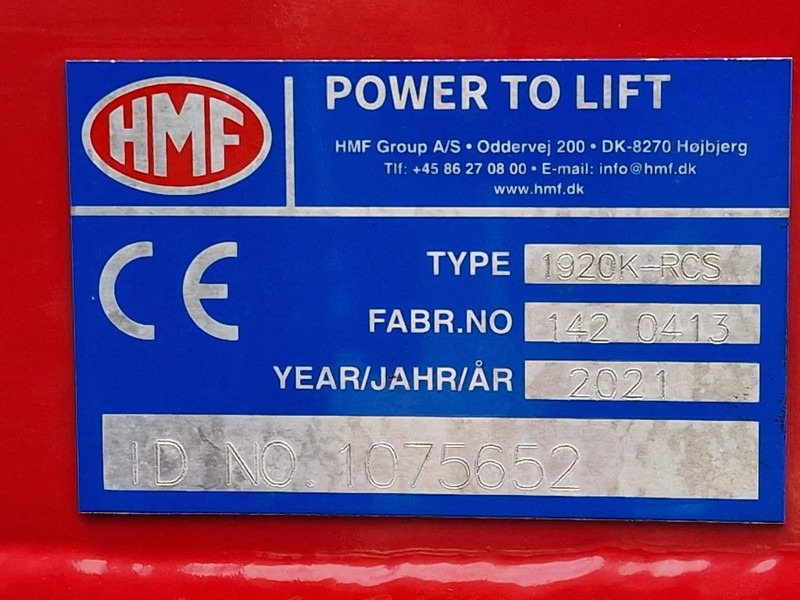 HMF
POWER TO LIFT
HMF Group A/S • Oddervej 200 • DK-8270 Højbjerg
Tlf: +45 86 27 08 00 • E-mail: info@hmf.dk
www.hmf.dk
CE
TYPE 1920K-RCS
FABR.NO 142 0413
YEAR/JAHR/ÅR 2021
ID NO. 1075652